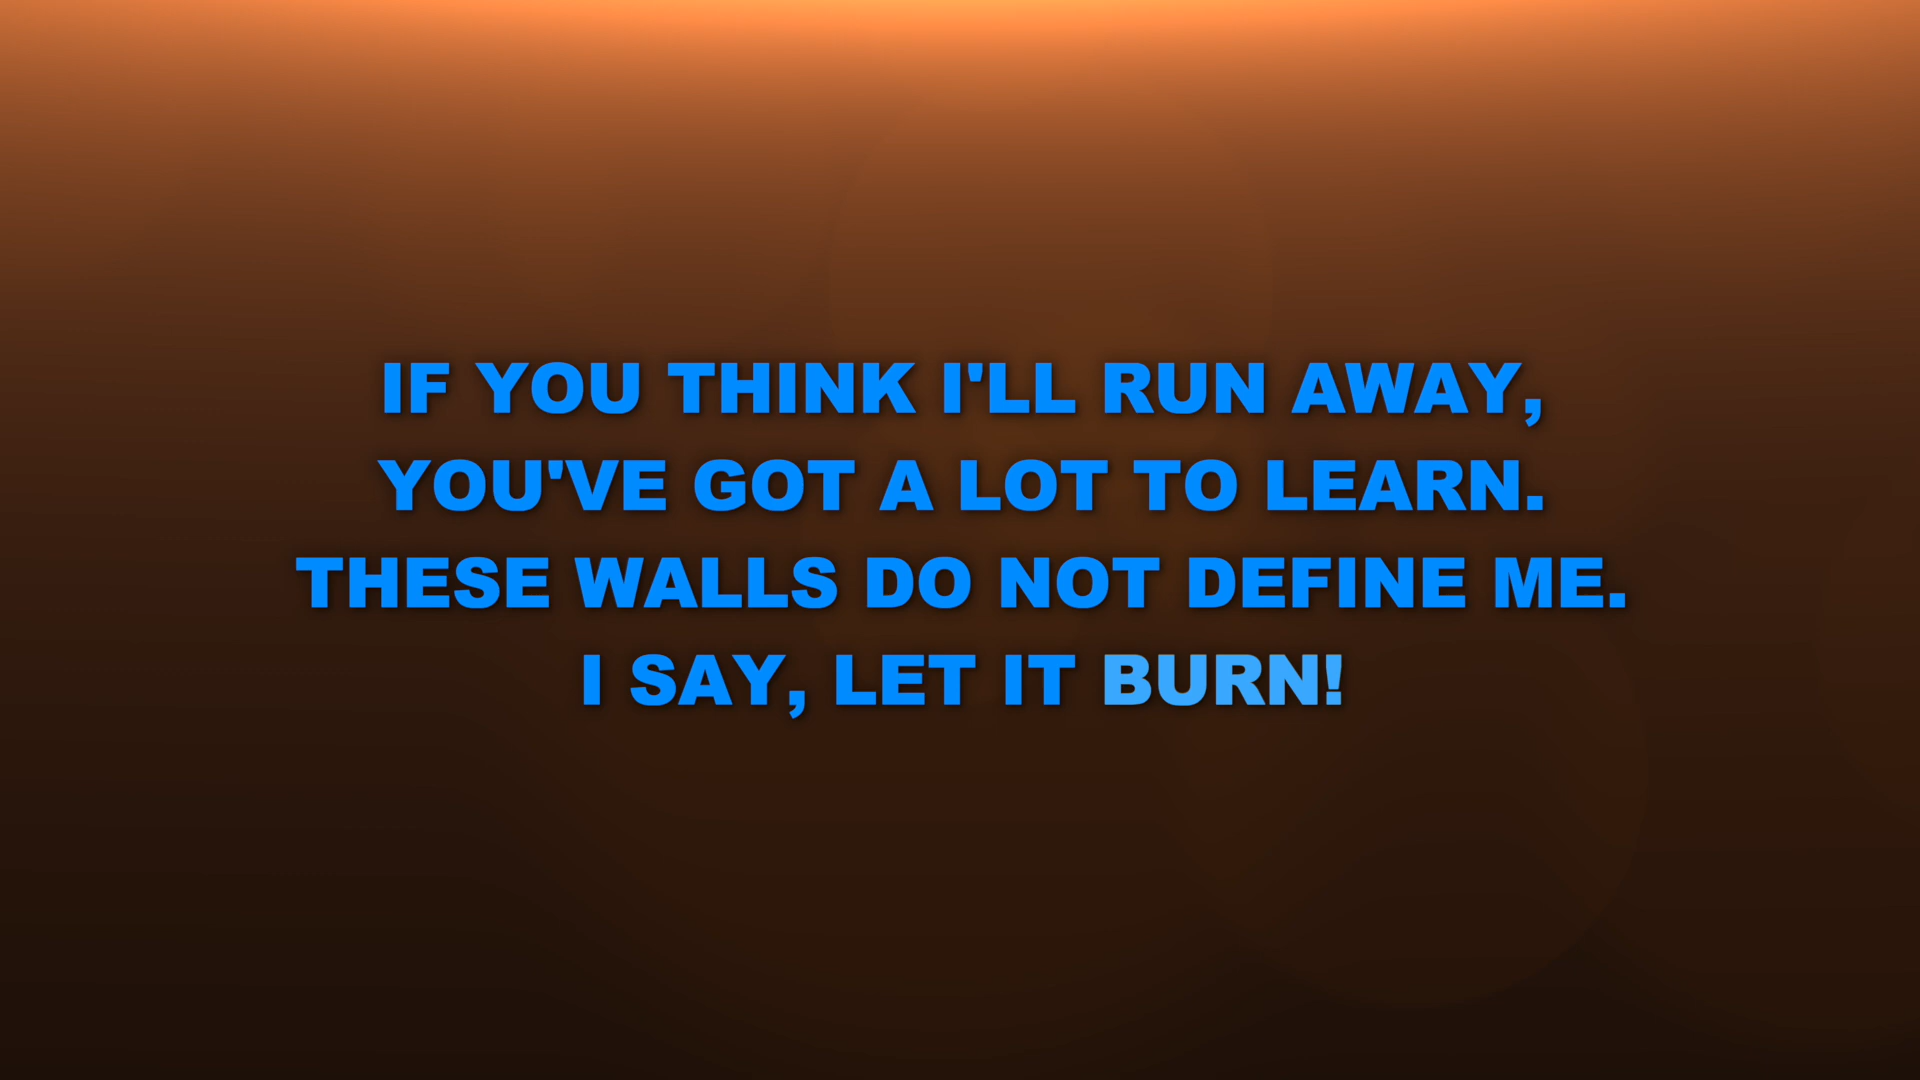 IF YOU THINK I'LL RUN AWAY,
YOU'VE GOT A LOT TO LEARN.
THESE WALLS DO NOT DEFINE ME.
I SAY, LET IT BURN!